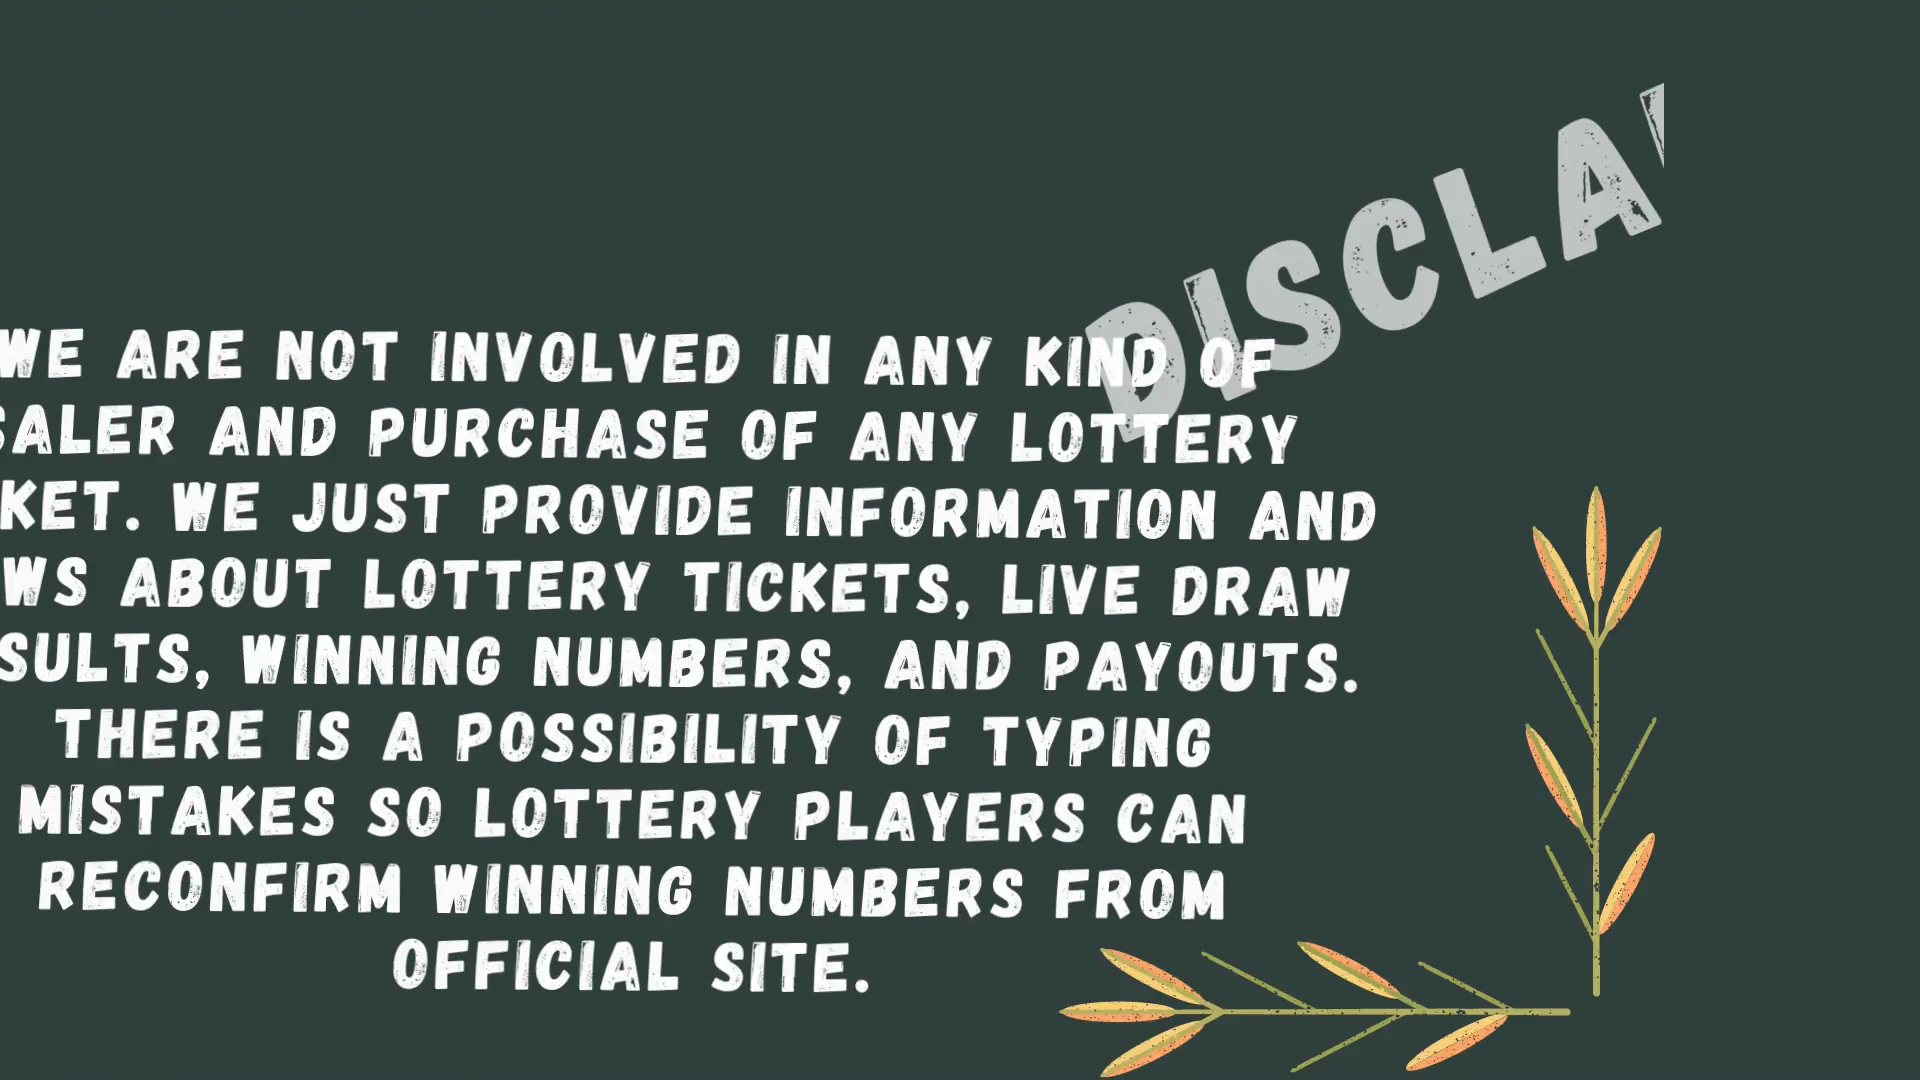 DISCLA
WE ARE NOT INVOLVED IN ANY KIND OF
SALER AND PURCHASE OF ANY LOTTERY
KET. WE JUST PROVIDE INFORMATION AND
WS ABOUT LOTTERY TICKETS, LIVE DRAW
SULTS, WINNING NUMBERS, AND PAYOUTS.
THERE IS A POSSIBILITY OF TYPING
MISTAKES SO LOTTERY PLAYERS CAN
RECONFIRM WINNING NUMBERS FROM
OFFICIAL SITE.